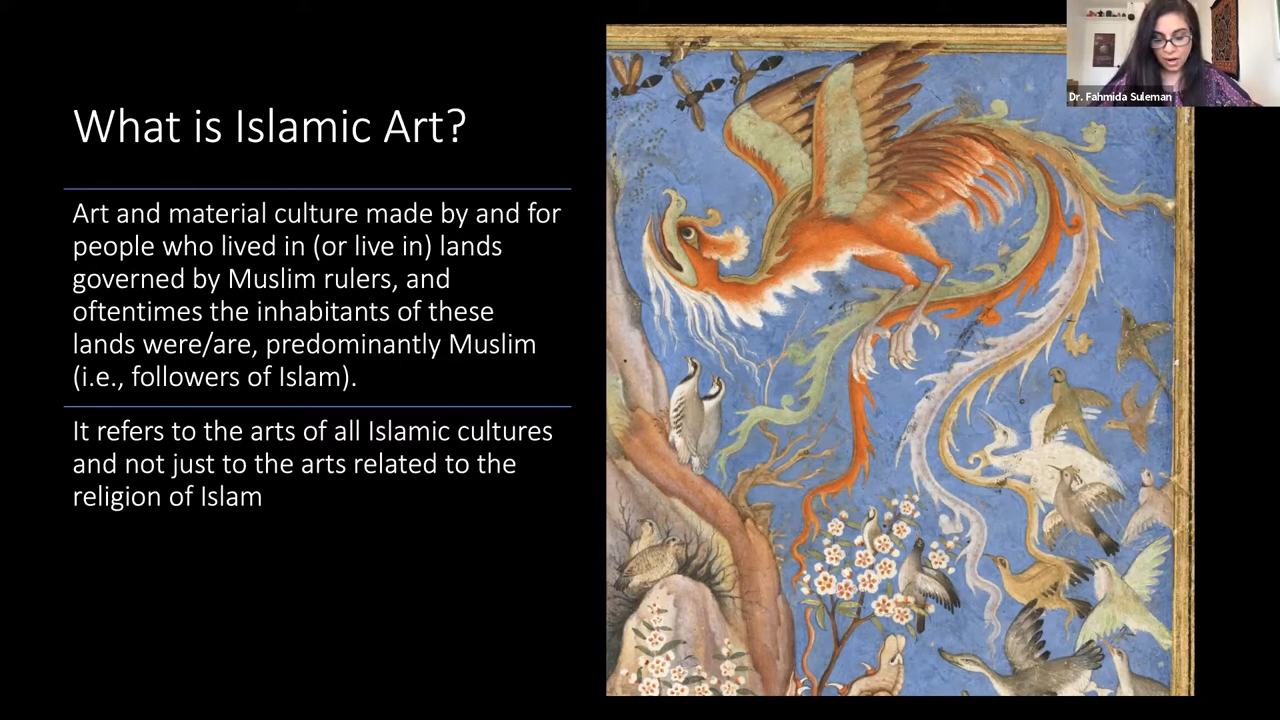 What is Islamic Art?
Art and material culture made by and for
people who lived in (or live in) lands
governed by Muslim rulers, and
oftentimes the inhabitants of these
lands were/are, predominantly Muslim
(i.e., followers of Islam).
It refers to the arts of all Islamic cultures
and not just to the arts related to the
religion of Islam
Dr. Fahmida Suleman